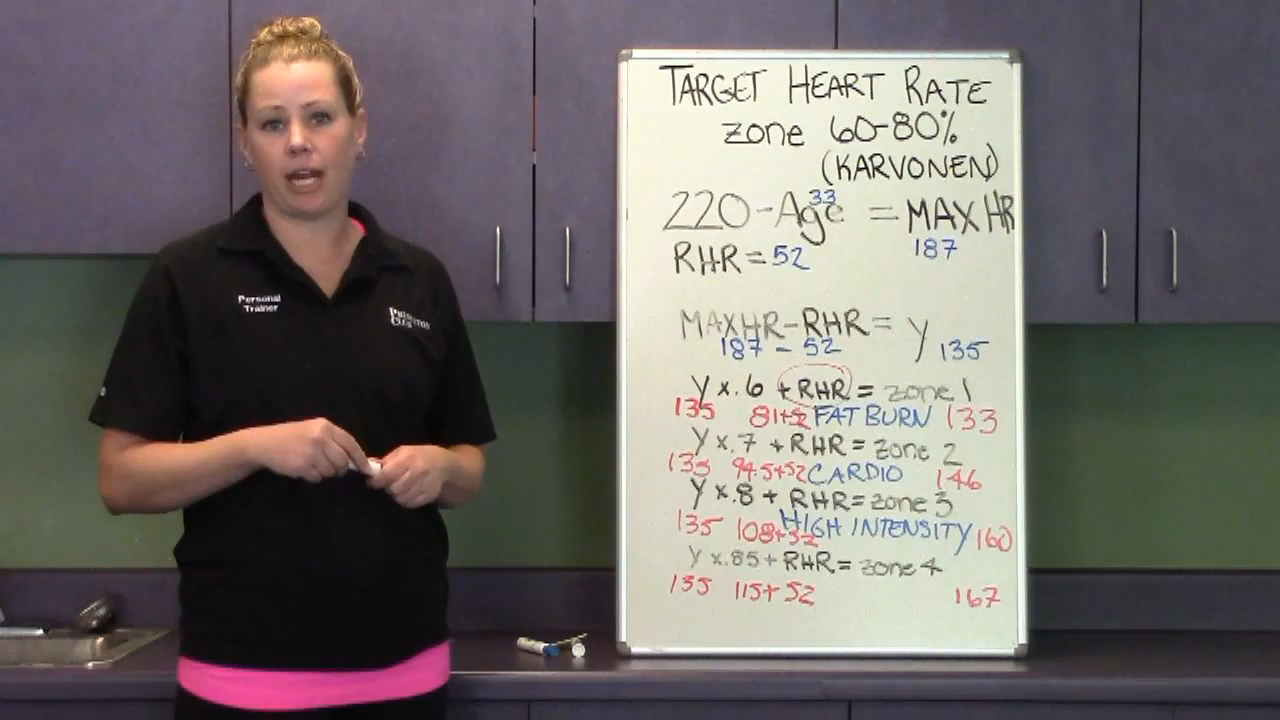 Personal
Trainer
TARGET HEART RATE
zone 60-80%
(KARVONEN)
33
220-Age = MAX HR
RHR = 52 187
MAXHR-RHR = y
187 - 52 135
y x .6 + RHR = zone 1
135 81+52 FAT BURN 133
y x .7 + RHR = zone 2
135 94.5+52 CARDIO 146
y x .8 + RHR = zone 3
135 108+52 HIGH INTENSITY 160
y x .85 + RHR = zone 4
135 115+ 52 167